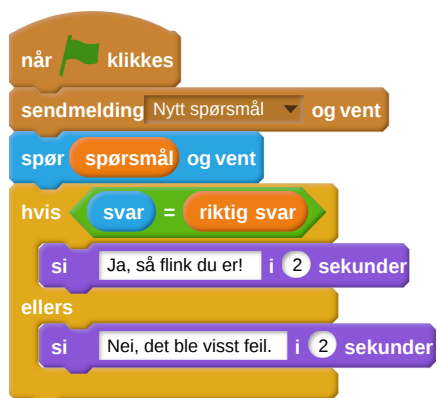 når klikkes
sendmelding Nytt spørsmål og vent
spør spørsmål og vent
hvis svar = riktig svar
si Ja, så flink du er! i 2 sekunder
ellers
si Nei, det ble visst feil. i 2 sekunder